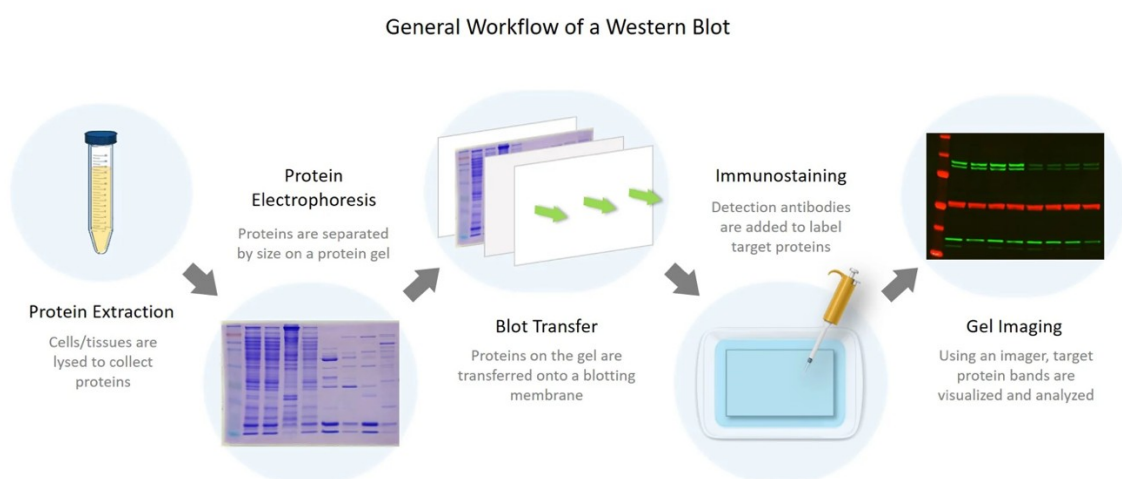 General Workflow of a Western Blot
Protein Extraction
Cells/tissues are
lysed to collect
proteins
Protein
Electrophoresis
Proteins are separated
by size on a protein gel
Blot Transfer
Proteins on the gel are
transferred onto a blotting
membrane
Immunostaining
Detection antibodies
are added to label
target proteins
Gel Imaging
Using an imager, target
protein bands are
visualized and analyzed